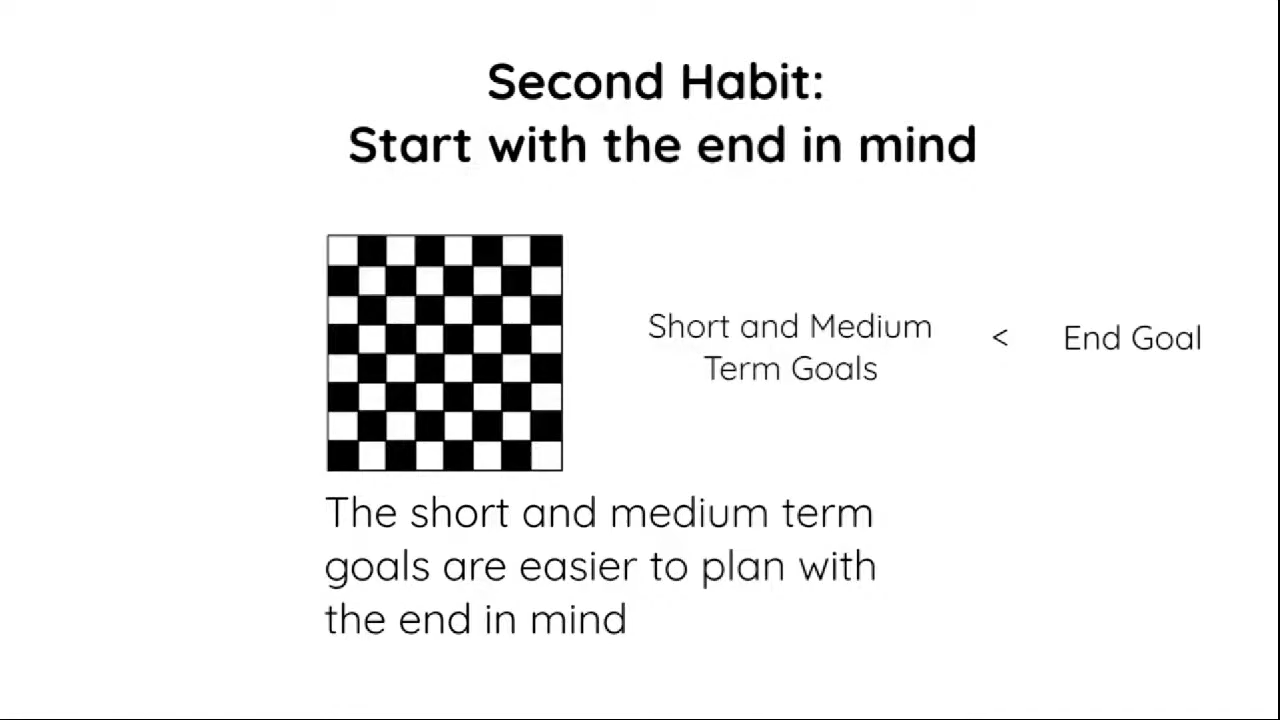 Second Habit:
Start with the end in mind
Short and Medium
Term Goals
<
End Goal
The short and medium term
goals are easier to plan with
the end in mind